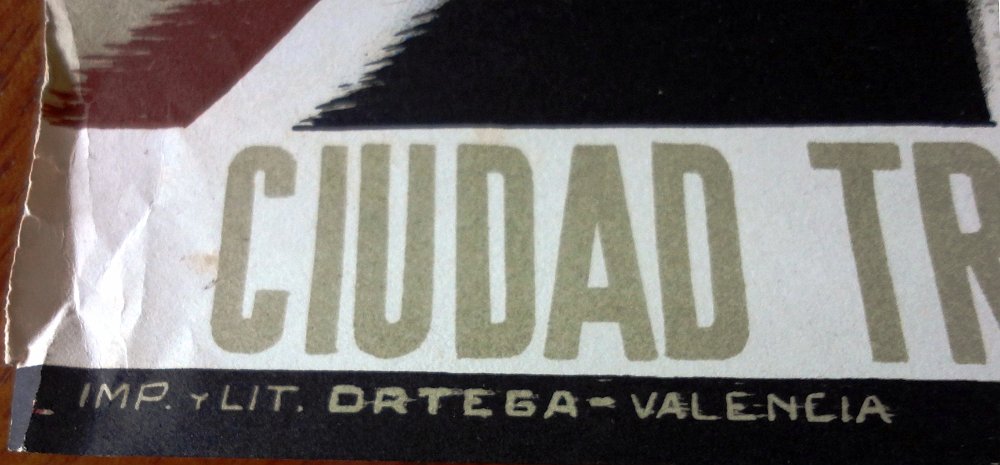 CIUDAD TR
IMP. Y LIT. ORTEGA - VALENCIA